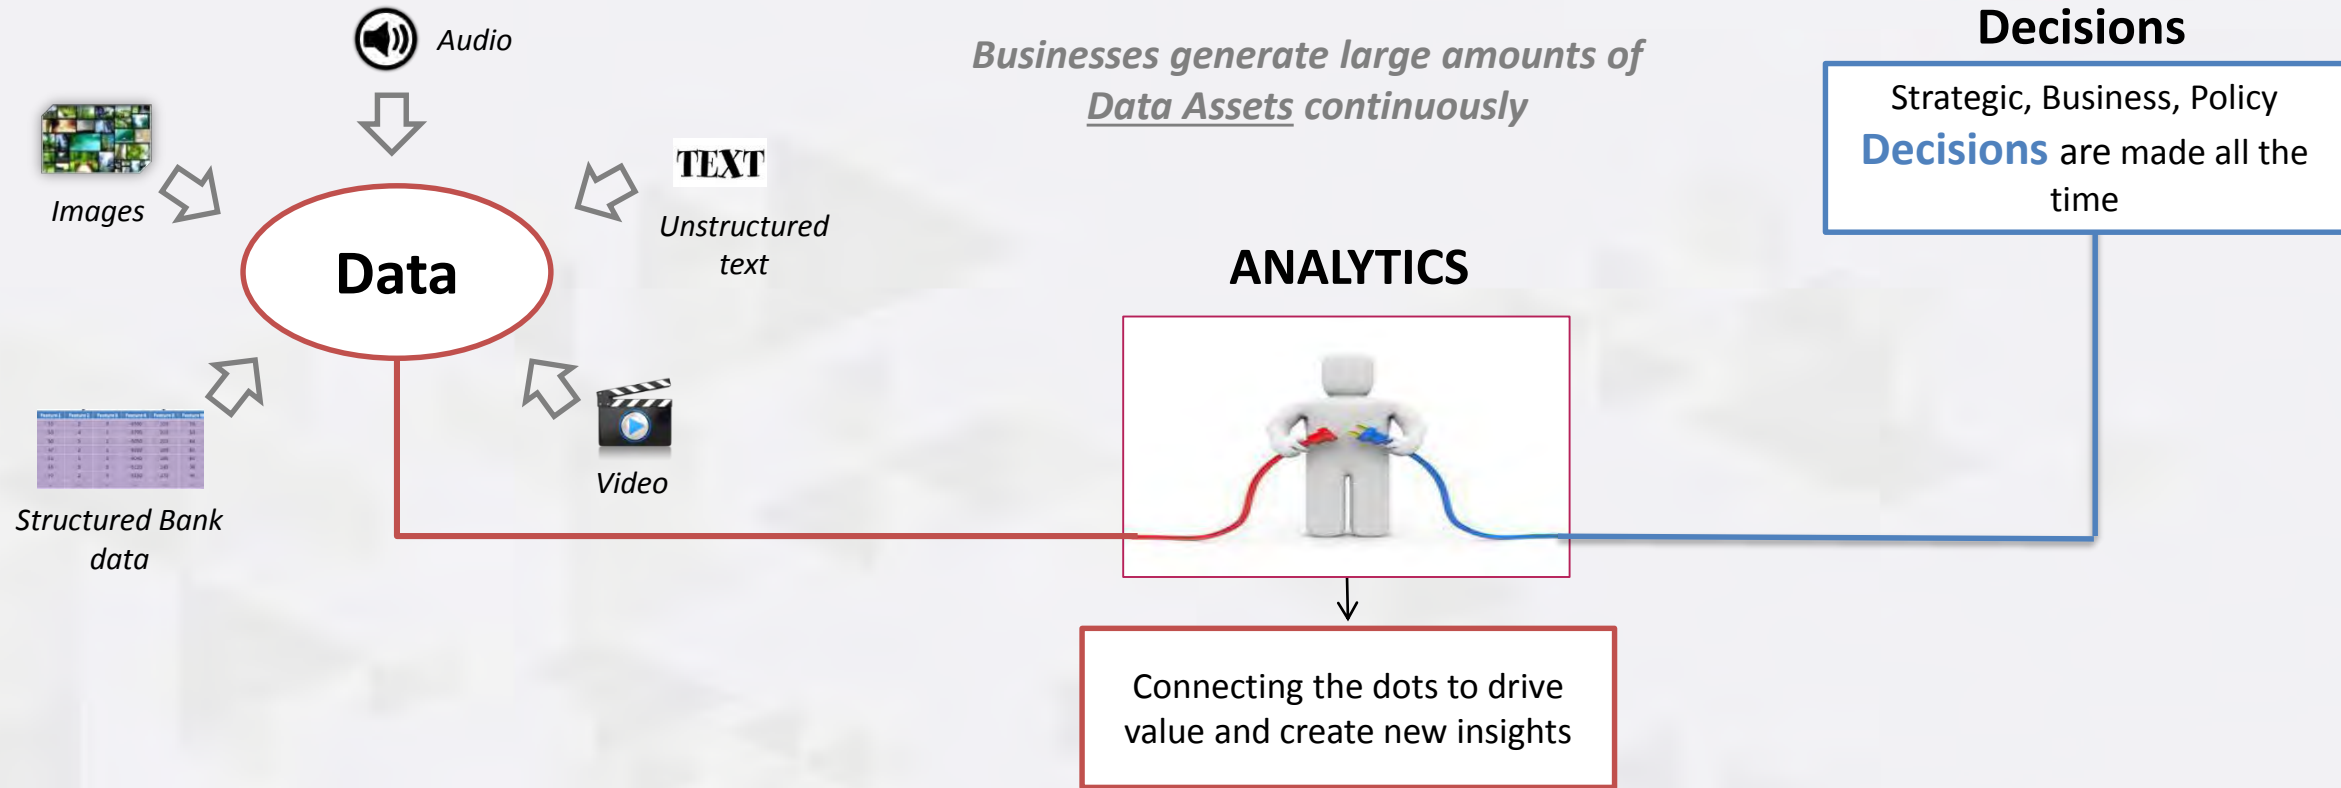 Audio
Businesses generate large amounts of
Data Assets continuously
Decisions
Strategic, Business, Policy
Decisions are made all the
time
Images
TEXT
Unstructured
text
Data
ANALYTICS
Video
Structured Bank
data
Connecting the dots to drive
value and create new insights